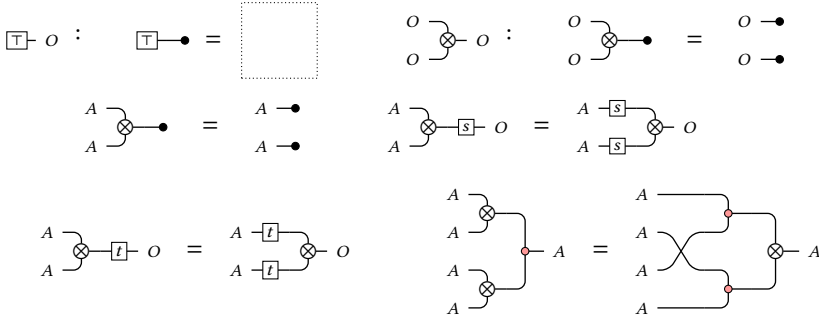 ⊤ O : ⊤ = O O ⊗ O : O O ⊗ = O O
A A ⊗ = A A A A ⊗ s O = A s A s ⊗ O
A A ⊗ t O = A t A t ⊗ O A A ⊗ A A ⊗ A = A A A A ⊗ A